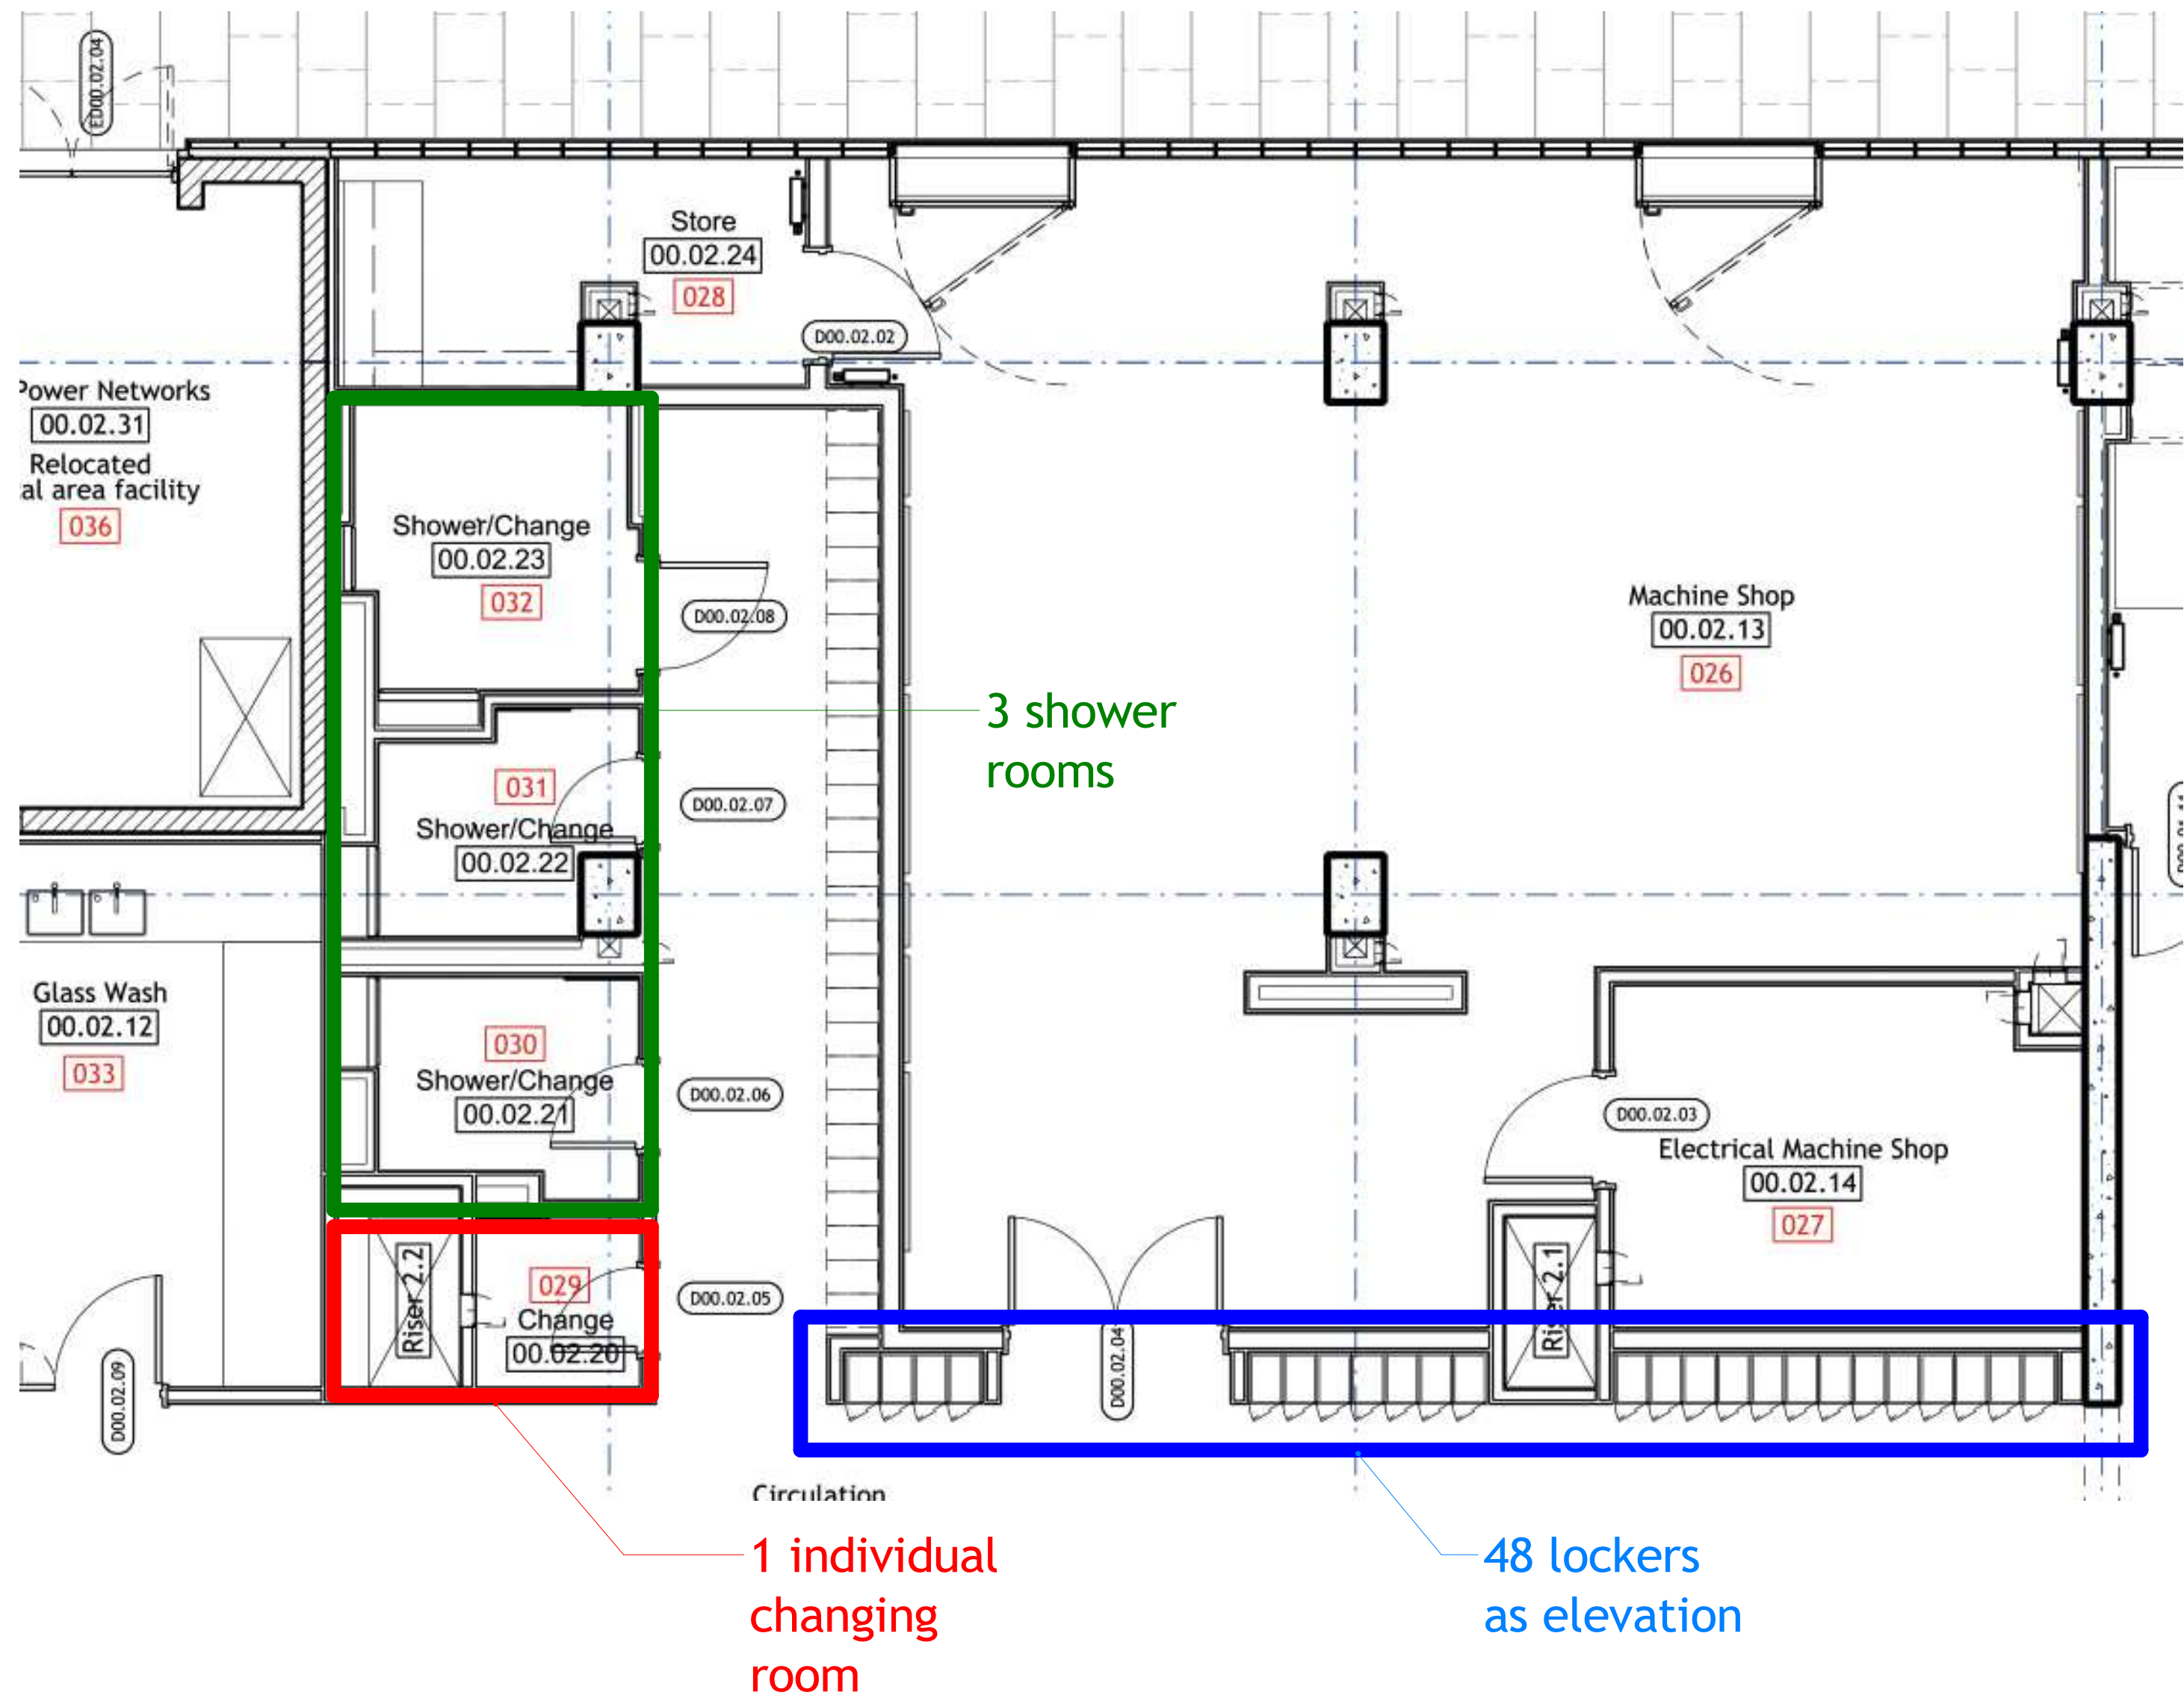 ED00.02.04
Store
00.02.24
028
D00.02.02
Power Networks
00.02.31
Relocated
al area facility
036
Shower/Change
00.02.23
032
D00.02.08
Machine Shop
00.02.13
026
3 shower
rooms
031
Shower/Change
00.02.22
D00.02.07
Glass Wash
00.02.12
033
030
Shower/Change
00.02.21
D00.02.06
D00.02.03
Electrical Machine Shop
00.02.14
027
Riser 2.2
029
Change
00.02.20
D00.02.05
Riser 2.1
D00.02.04
D00.02.09
Circulation
1 individual
changing
room
48 lockers
as elevation